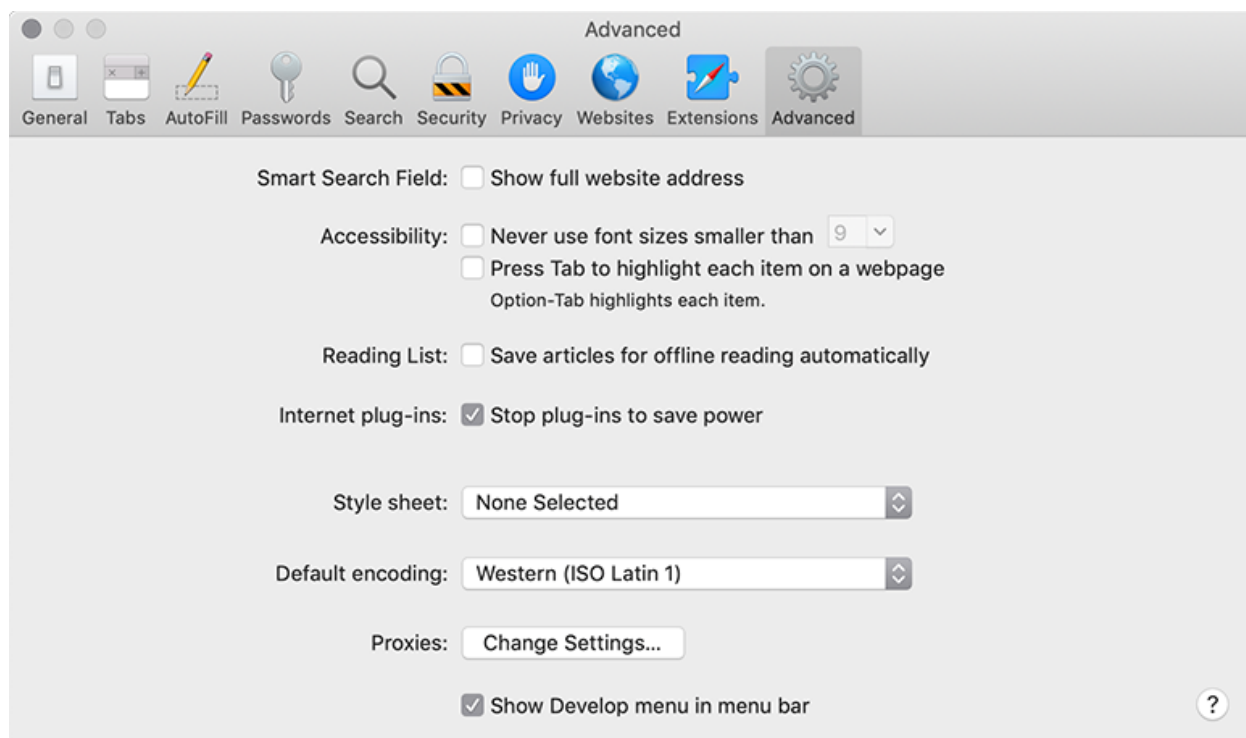 Advanced
General Tabs AutoFill Passwords Search Security Privacy Websites Extensions Advanced
Smart Search Field: Show full website address
Accessibility: Never use font sizes smaller than 9
Press Tab to highlight each item on a webpage
Option-Tab highlights each item.
Reading List: Save articles for offline reading automatically
Internet plug-ins: Stop plug-ins to save power
Style sheet: None Selected
Default encoding: Western (ISO Latin 1)
Proxies: Change Settings...
Show Develop menu in menu bar ?